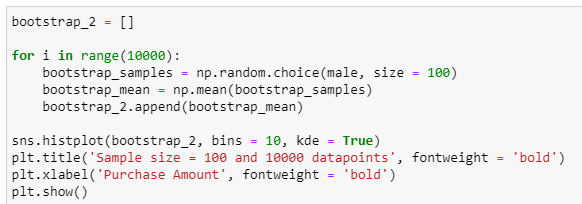 bootstrap_2 = []
for i in range(10000):
    bootstrap_samples = np.random.choice(male, size = 100)
    bootstrap_mean = np.mean(bootstrap_samples)
    bootstrap_2.append(bootstrap_mean)
sns.histplot(bootstrap_2, bins = 10, kde = True)
plt.title('Sample size = 100 and 10000 datapoints', fontweight = 'bold')
plt.xlabel('Purchase Amount', fontweight = 'bold')
plt.show()